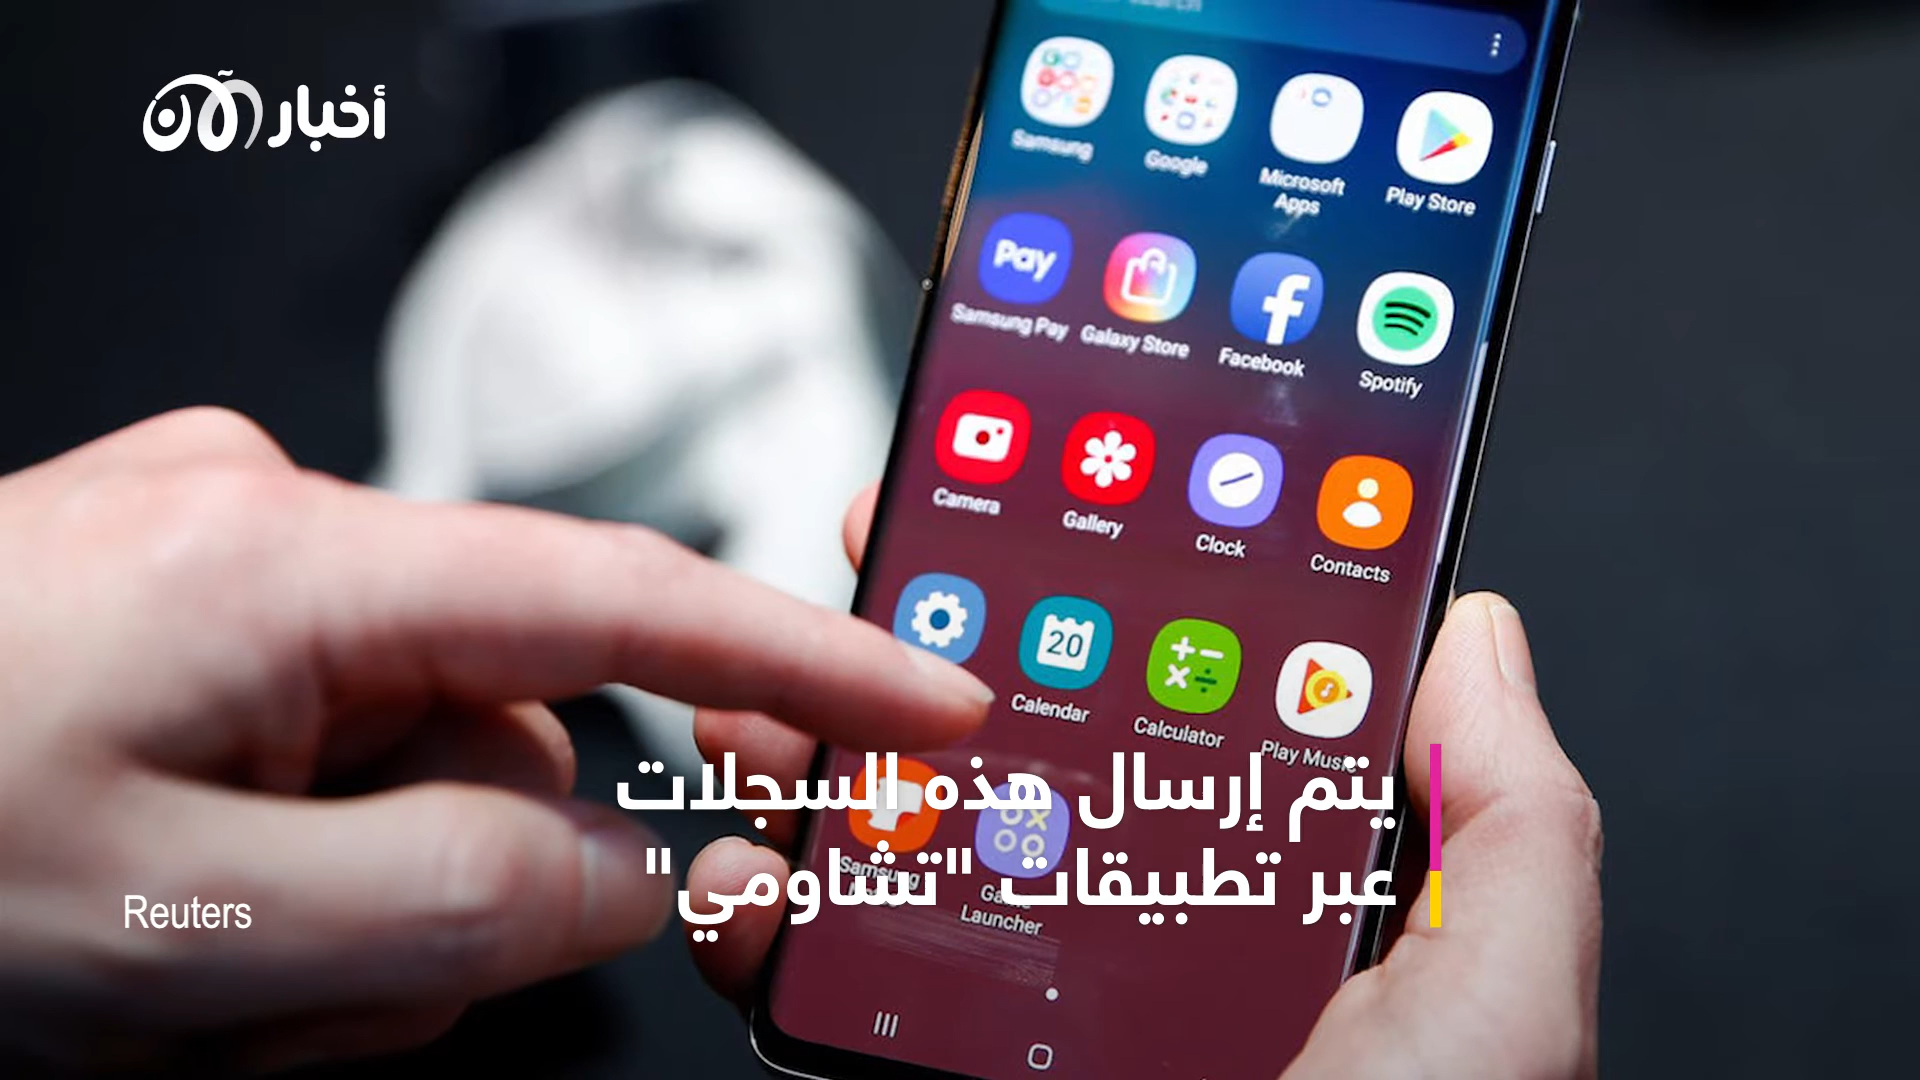 أخبار الآن
Samsung
Google
Microsoft
Apps
Play Store
Pay
Samsung Pay
Galaxy Store
Facebook
Spotify
Camera
Gallery
Clock
Contacts
20
Calendar
Calculator
Play Music
يتم إرسال هذه السجلات
عبر تطبيقات "تشاومي"
Samsung
Launcher
Reuters